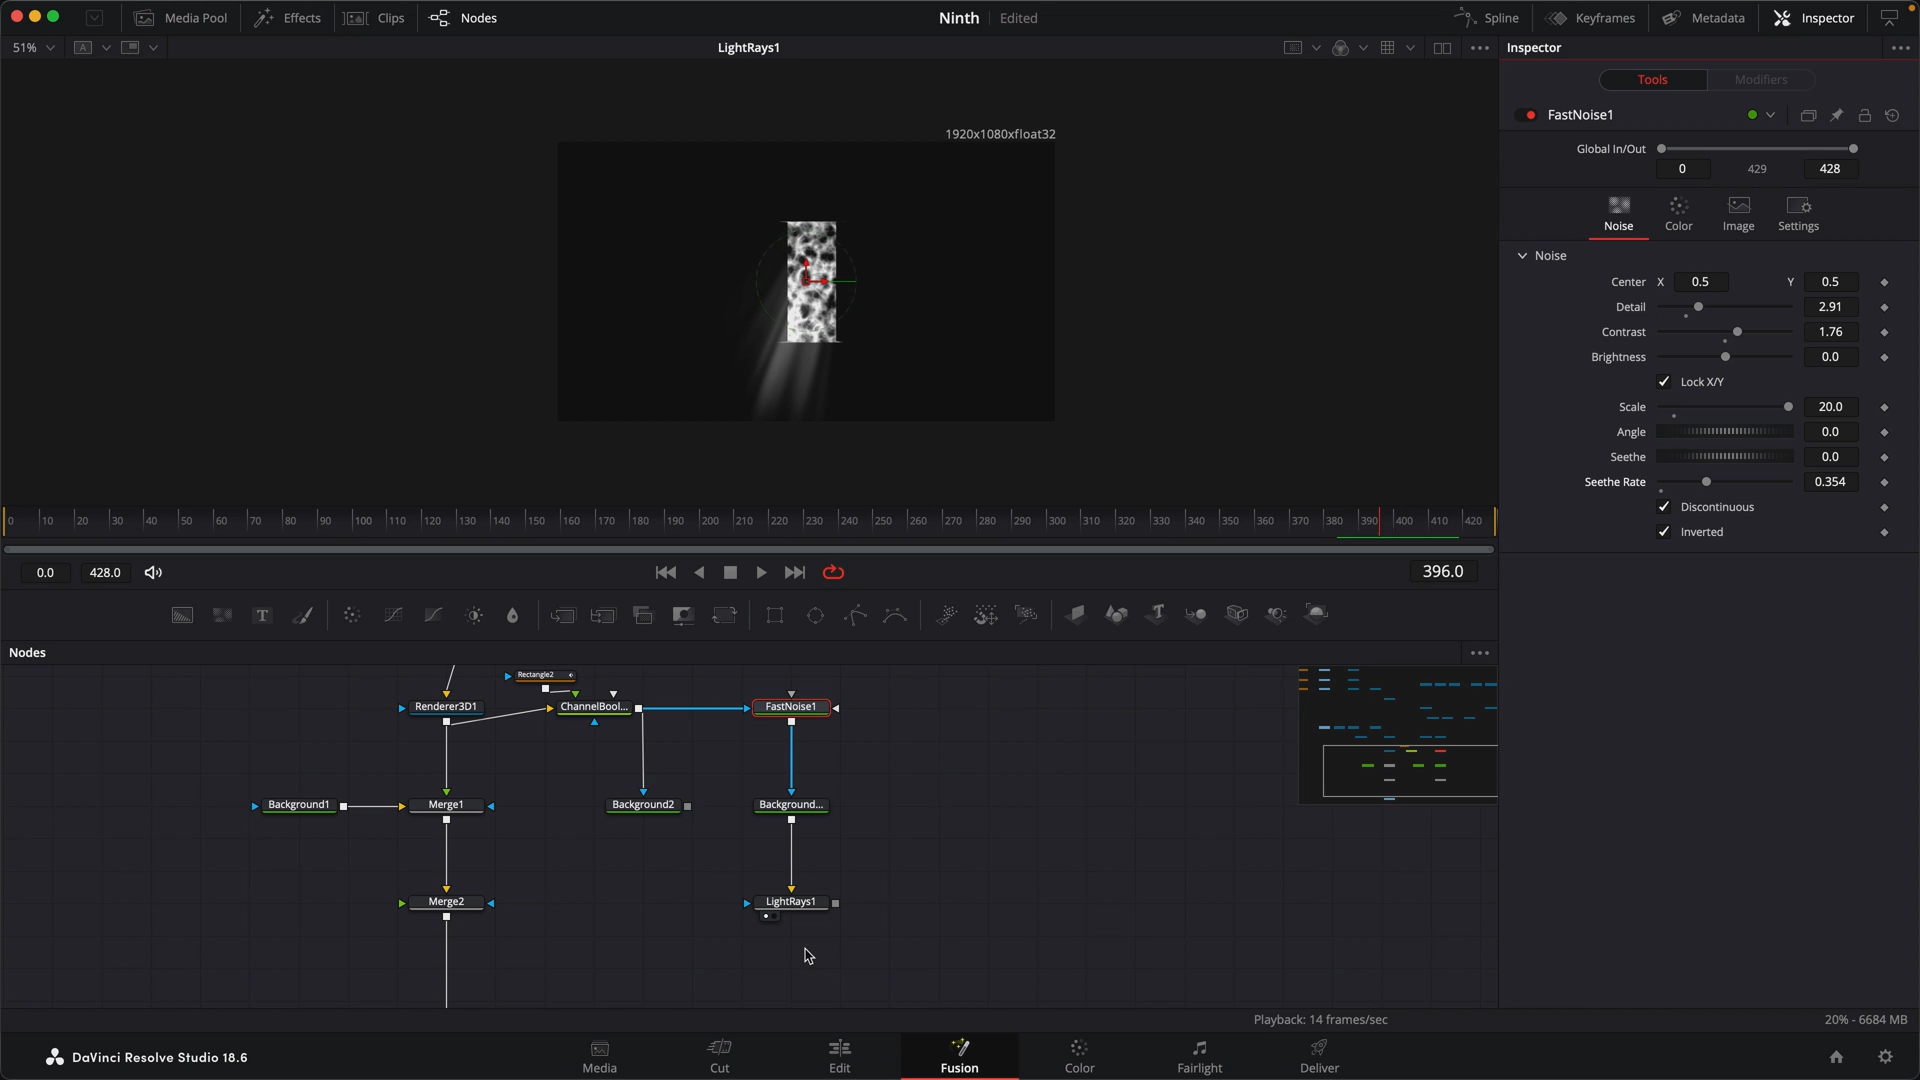 Media Pool
Effects
Clips
Nodes
Ninth
Edited
Spline
Keyframes
Metadata
Inspector
51%
A
LightRays1
Inspector
Tools
Modifiers
FastNoise1
1920x1080xfloat32
Global In/Out
0
429
428
Noise
Color
Image
Settings
Noise
Center X 0.5 Y 0.5
Detail 2.91
Contrast 1.76
Brightness 0.0
Lock X/Y
Scale 20.0
Angle 0.0
Seethe 0.0
Seethe Rate 0.354
Discontinuous
Inverted
0 10 20 30 40 50 60 70 80 90 100 110 120 130 140 150 160 170 180 190 200 210 220 230 240 250 260 270 280 290 300 310 320 330 340 350 360 370 380 390 400 410 420
0.0
428.0
396.0
T
T
Nodes
Rectangle2
Renderer3D1
ChannelBool...
FastNoise1
Background1
Merge1
Background2
Background...
Merge2
LightRays1
Playback: 14 frames/sec
20% - 6684 MB
DaVinci Resolve Studio 18.6
Media
Cut
Edit
Fusion
Color
Fairlight
Deliver